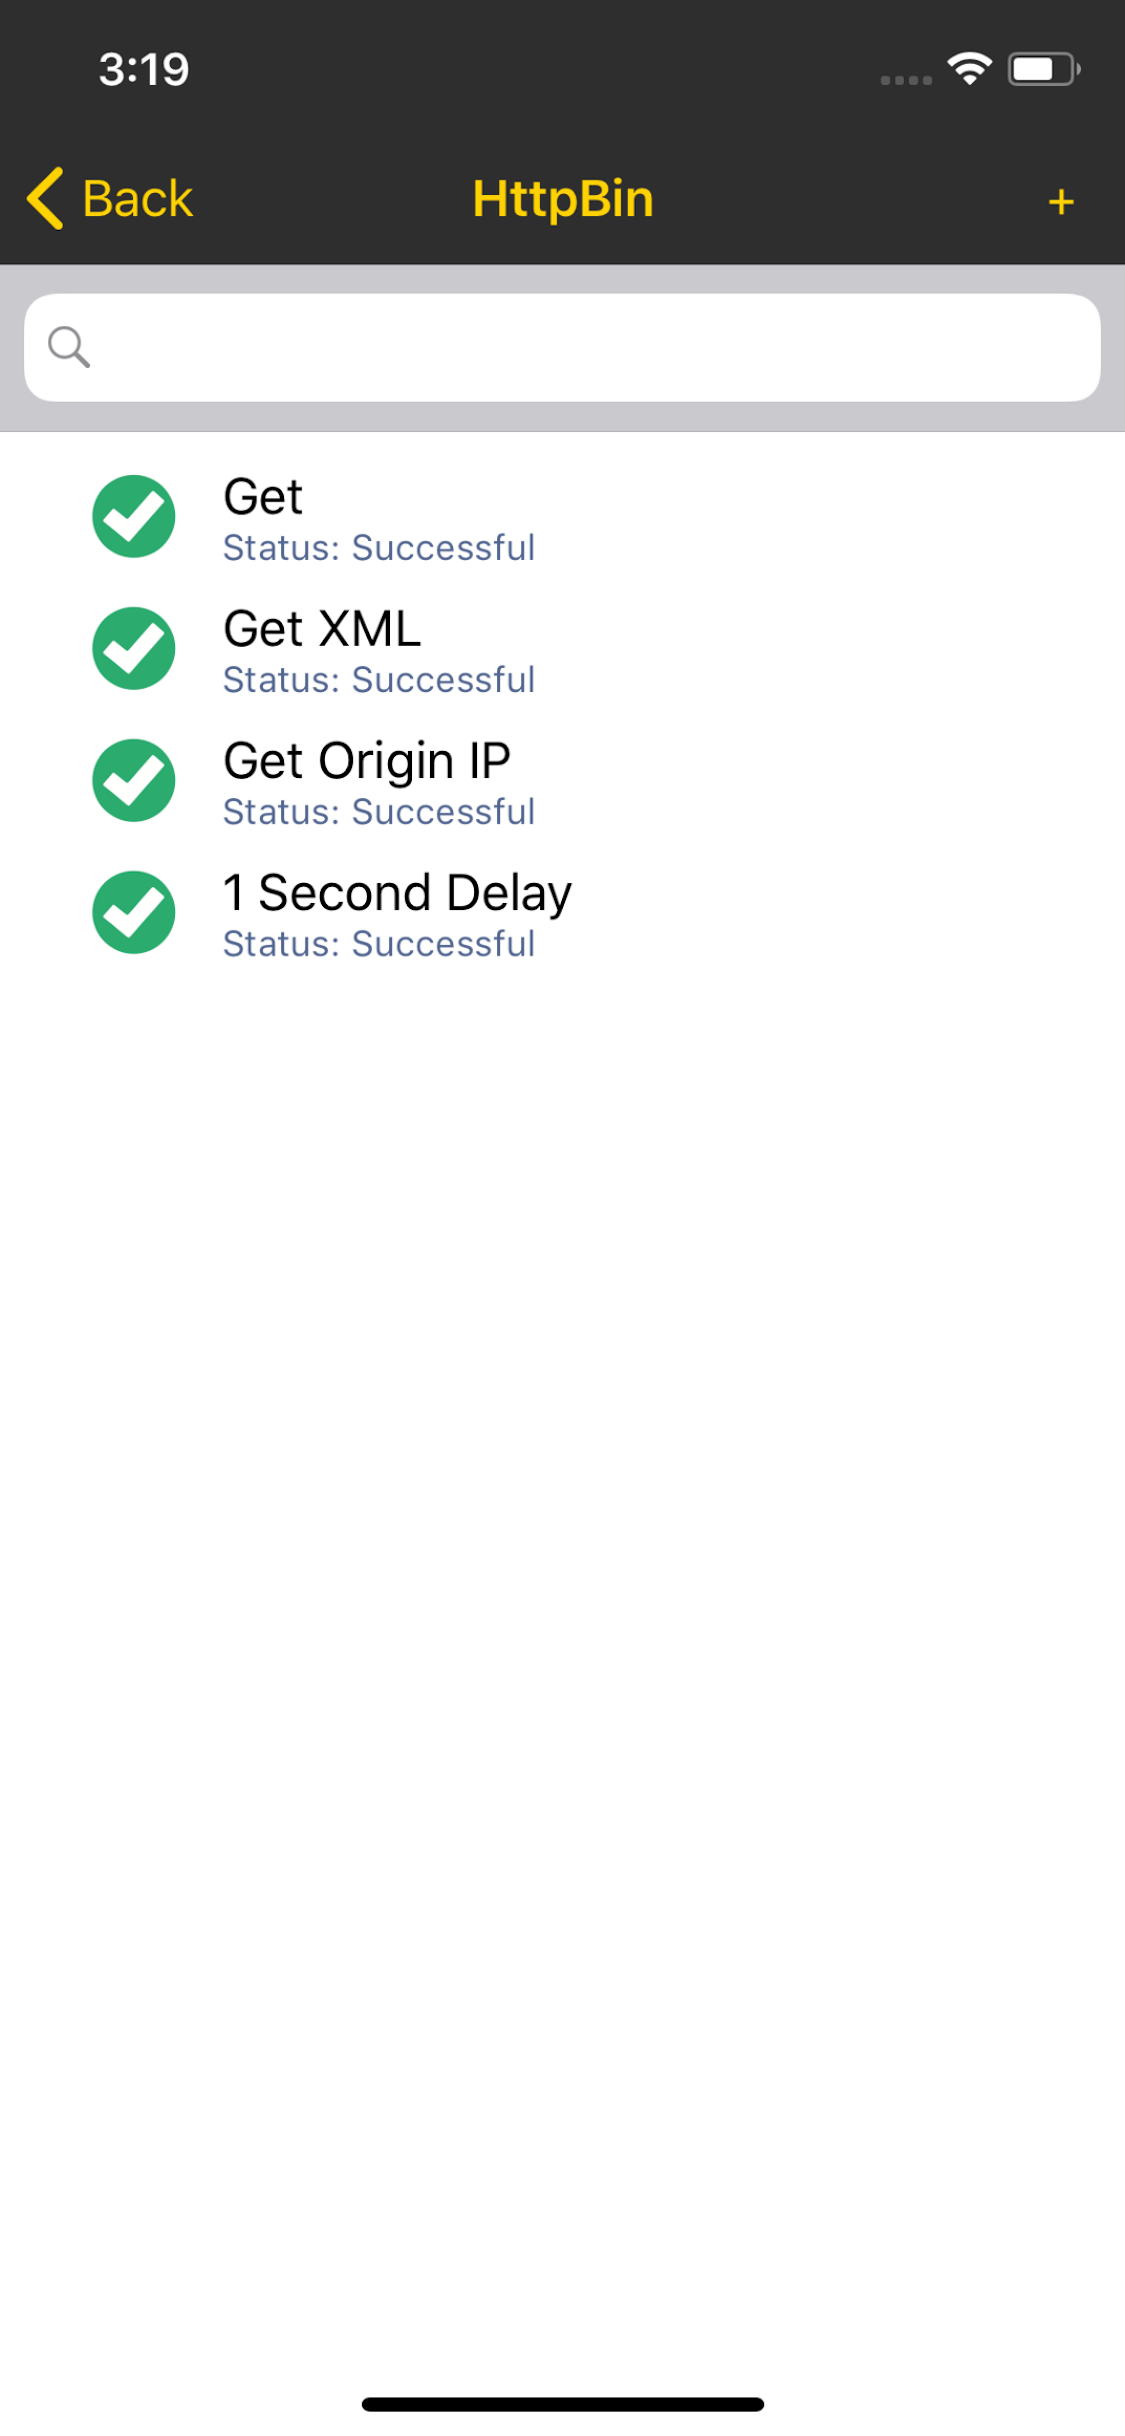 3:19
Back
HttpBin
+
Get
Status: Successful
Get XML
Status: Successful
Get Origin IP
Status: Successful
1 Second Delay
Status: Successful